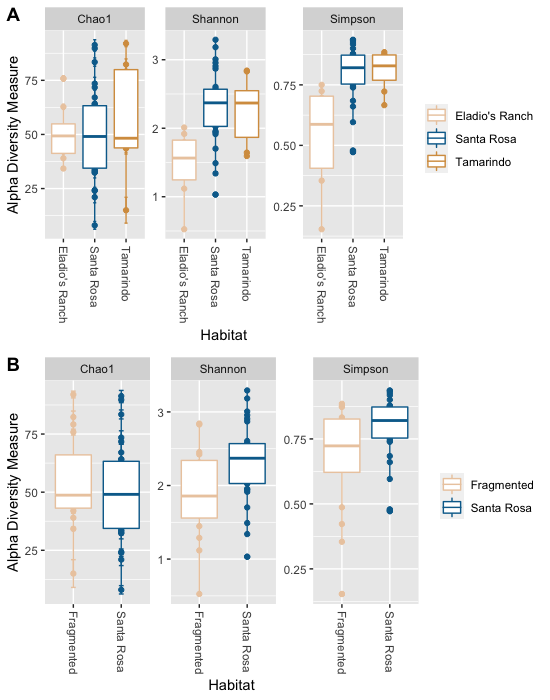 A
Chao1 Shannon Simpson
Alpha Diversity Measure
75
50
25
3
2
1
0.75
0.50
0.25
Eladio's Ranch
Santa Rosa
Tamarindo
Eladio's Ranch
Santa Rosa
Tamarindo
Eladio's Ranch
Santa Rosa
Tamarindo
Habitat
Eladio's Ranch
Santa Rosa
Tamarindo
B
Chao1 Shannon Simpson
Alpha Diversity Measure
75
50
25
3
2
1
0.75
0.50
0.25
Fragmented
Santa Rosa
Fragmented
Santa Rosa
Fragmented
Santa Rosa
Habitat
Fragmented
Santa Rosa